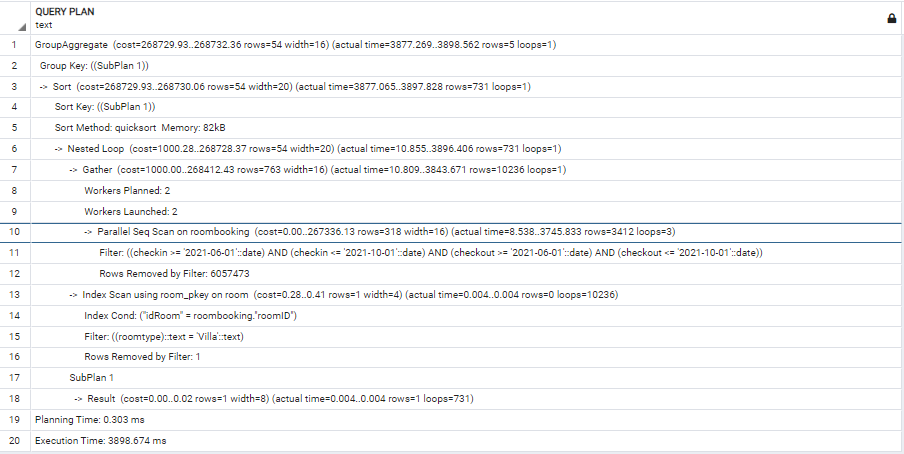 QUERY PLAN
text
1 GroupAggregate (cost=268729.93..268732.36 rows=54 width=16) (actual time=3877.269..3898.562 rows=5 loops=1)
2 Group Key: ((SubPlan 1))
3 -> Sort (cost=268729.93..268730.06 rows=54 width=20) (actual time=3877.065..3897.828 rows=731 loops=1)
4 Sort Key: ((SubPlan 1))
5 Sort Method: quicksort Memory: 82kB
6 -> Nested Loop (cost=1000.28..268728.37 rows=54 width=20) (actual time=10.855..3896.406 rows=731 loops=1)
7 -> Gather (cost=1000.00..268412.43 rows=763 width=16) (actual time=10.809..3843.671 rows=10236 loops=1)
8 Workers Planned: 2
9 Workers Launched: 2
10 -> Parallel Seq Scan on roombooking (cost=0.00..267336.13 rows=318 width=16) (actual time=8.538..3745.833 rows=3412 loops=3)
11 Filter: ((checkin >= '2021-06-01'::date) AND (checkin <= '2021-10-01'::date) AND (checkout >= '2021-06-01'::date) AND (checkout <= '2021-10-01'::date))
12 Rows Removed by Filter: 6057473
13 -> Index Scan using room_pkey on room (cost=0.28..0.41 rows=1 width=4) (actual time=0.004..0.004 rows=0 loops=10236)
14 Index Cond: ("idRoom" = roombooking."roomID")
15 Filter: ((roomtype)::text = 'Villa'::text)
16 Rows Removed by Filter: 1
17 SubPlan 1
18 -> Result (cost=0.00..0.02 rows=1 width=8) (actual time=0.004..0.004 rows=1 loops=731)
19 Planning Time: 0.303 ms
20 Execution Time: 3898.674 ms